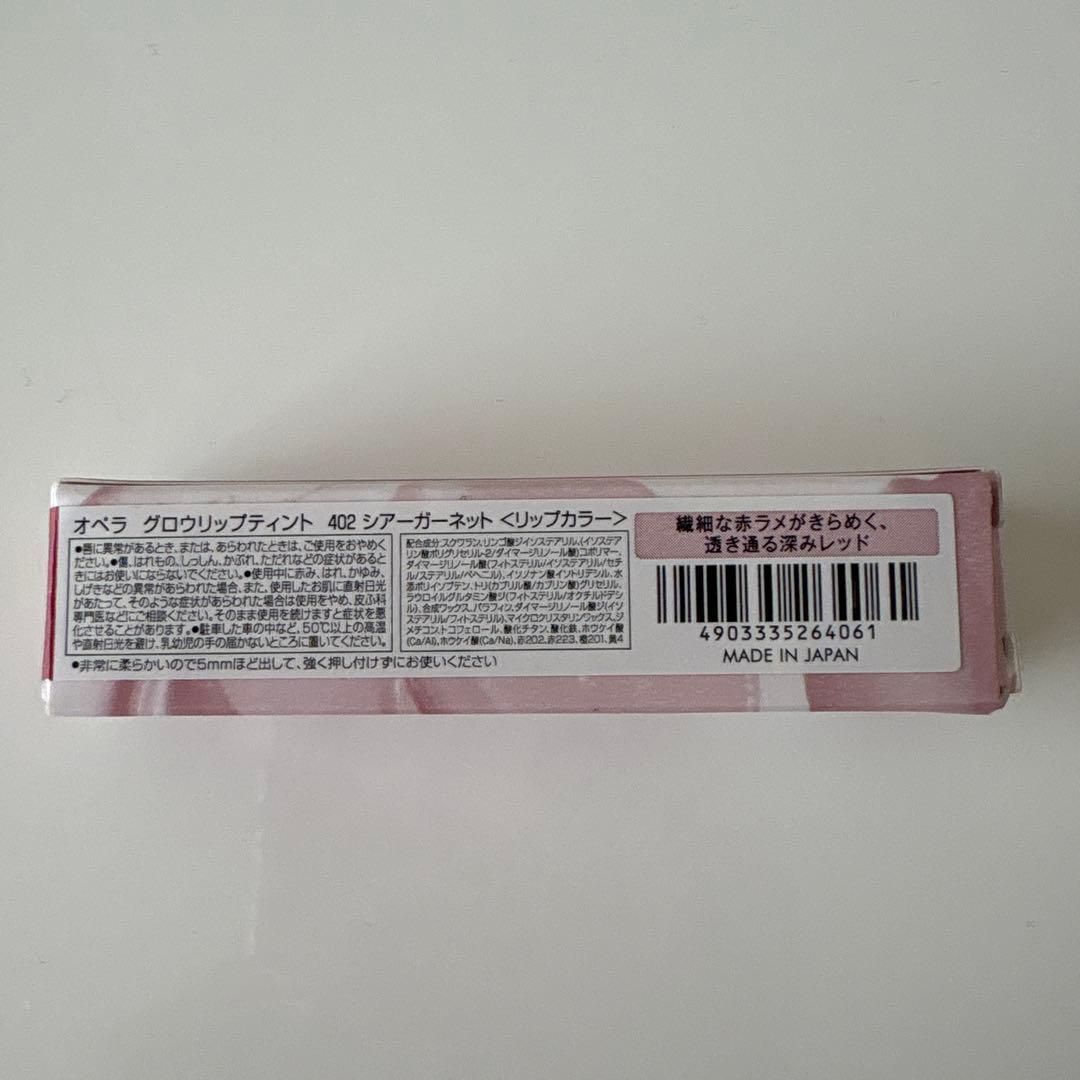 オペラ グロウリップティント 402 シアーガーネット <リップカラー>
●唇に異常があるとき、または、あらわれたときは、ご使用をおやめく
ださい。●傷、はれもの、しっしん、かぶれ、ただれなどの症状があると
きにはお使いにならないでください。●使用中に赤み、はれ、かゆみ、
しげきなどの異常があらわれた場合、また、使用したお肌に直射日光
があたって、そのような症状があらわれた場合は使用をやめ、皮ふ科
専門医などにご相談ください。そのまま使用を続けますと症状を悪
化させることがあります。●駐車した車の中など、50℃以上の高温
や直射日光を避け、乳幼児の手の届かないところに置いてください。
●非常に柔らかいので5mmほど出して、強く押し付けずにお使いください
配合成分:スクワラン、リンゴ酸ジイソステアリル、(イソステア
リン酸ポリグリセリル-2/ダイマージリノール酸)コポリマー、
ダイマージリノール酸(フィトステリル/イソステアリル/セチル
/ステアリル/ベヘニル)、イソノナン酸イソトリデシル、水
添ポリイソブテン、トリ(カプリル酸/カプリン酸)グリセリル、
ラウロイルグルタミン酸ジ(フィトステリル/オクチルドデシ
ル)、合成ワックス、パラフィン、ダイマージリノール酸ジ(イソ
ステアリル/フィトステリル)、マイクロクリスタリンワックス、ジ
メチコン、トコフェロール、酸化チタン、酸化鉄、ホウケイ酸
(Ca/Al)、ホウケイ酸(Ca/Na)、赤202、赤223、橙201、黄4
繊細な赤ラメがきらめく、
透き通る深みレッド
4903335264061
MADE IN JAPAN